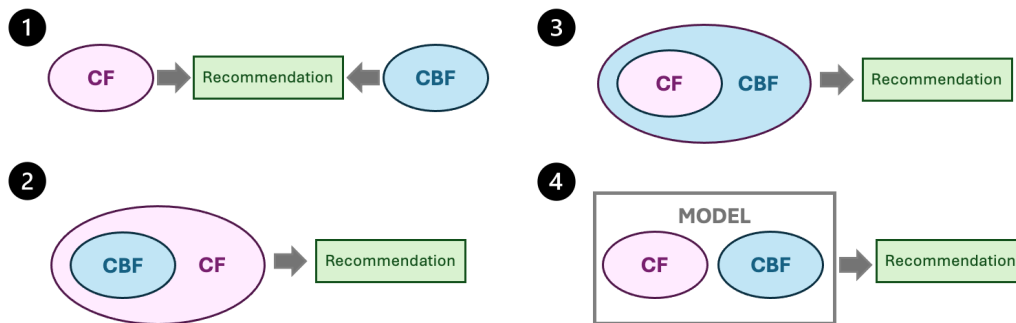 1
CF
Recommendation
CBF
2
CBF
CF
Recommendation
3
CF
CBF
Recommendation
4
MODEL
CF
CBF
Recommendation